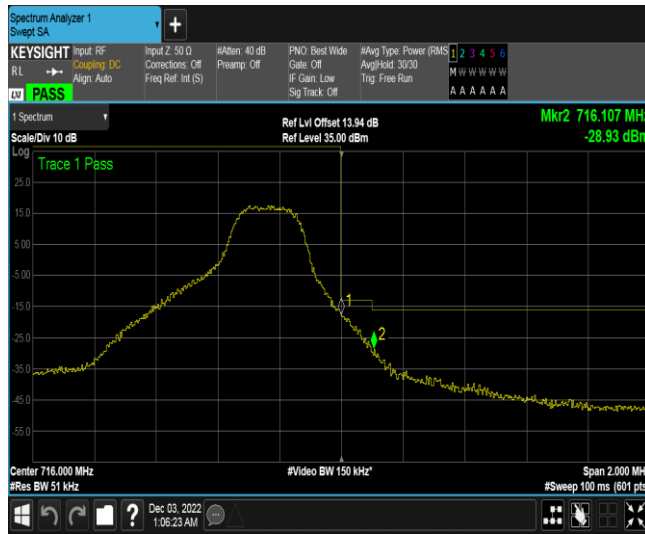 Spectrum Analyzer 1
Swept SA
+
KEYSIGHT Input: RF Input Z: 50 Ω #Atten: 40 dB PNO: Best Wide #Avg Type: Power (RMS 1 2 3 4 5 6
RL Coupling: DC Corrections: Off Preamp: Off Gate: Off Avg|Hold: 30/30 M W W W W W
Align: Auto Freq Ref: Int (S) IF Gain: Low Trig: Free Run
LXI PASS Sig Track: Off A A A A A A
1 Spectrum Ref Lvl Offset 13.94 dB Mkr2 716.107 MHz
Scale/Div 10 dB Ref Level 35.00 dBm -28.93 dBm
Log
Trace 1 Pass
25.0
15.0
5.00
-5.00
-15.0
1
-25.0
2
-35.0
-45.0
-55.0
Center 716.000 MHz #Video BW 150 kHz* Span 2.000 MH
#Res BW 51 kHz #Sweep 100 ms (601 pts
? Dec 03, 2022
1:06:23 AM